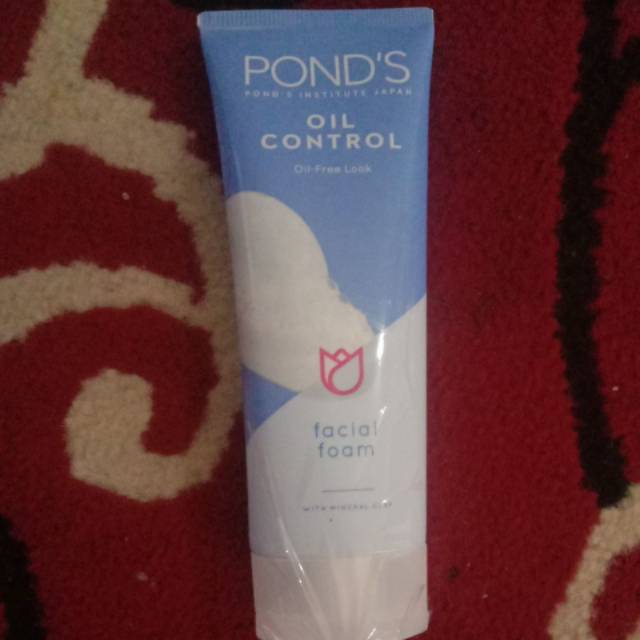 POND'S
POND'S INSTITUTE JAPAN
OIL
CONTROL
Oil-Free Look
facial
foam
WITH MINERAL CLAY